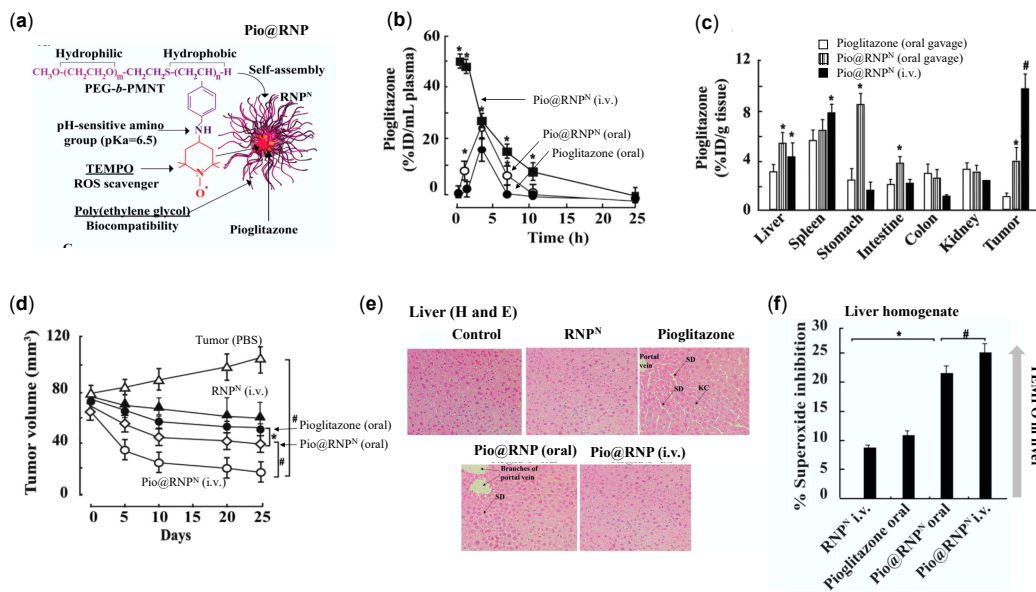 (a)
Pio@RNP
Hydrophilic
Hydrophobic
CH₃O-(CH₂CH₂O)m-CH₂CH₂S-(CH₂CH)n-H
PEG-b-PMNT
Self-assembly
RNPᴺ
NH
pH-sensitive amino
group (pKa=6.5)
TEMPO
ROS scavenger
N
O•
Poly(ethylene glycol)
Biocompatibility
Pioglitazone
(b)
Pioglitazone
(%ID/mL plasma)
60
50
40
20
10
0
*
*
*
*
*
*
*
Pio@RNPᴺ (i.v.)
Pio@RNPᴺ (oral)
Pioglitazone (oral)
0
5
10
15
20
25
Time (h)
(c)
Pioglitazone (oral gavage)
Pio@RNPᴺ (oral gavage)
Pio@RNPᴺ (i.v.)
Pioglitazone
(%ID/g tissue)
12
8
4
0
*
*
*
*
*
*
#
Liver
Spleen
Stomach
Intestine
Colon
Kidney
Tumor
(d)
Tumor volume (mm³)
120
80
40
0
Tumor (PBS)
RNPᴺ (i.v.)
Pioglitazone (oral)
Pio@RNPᴺ (oral)
Pio@RNPᴺ (i.v.)
#
*
#
0
5
10
20
25
Days
(e)
Liver (H and E)
Control
RNPᴺ
Pioglitazone
Portal
vein
SD
SD
KC
Pio@RNP (oral)
Pio@RNP (i.v.)
Branches of
portal vein
SD
(f)
Liver homogenate
% Superoxide inhibition
30
25
20
15
10
5
0
*
#
RNPᴺ i.v.
Pioglitazone oral
Pio@RNPᴺ oral
Pio@RNPᴺ i.v.